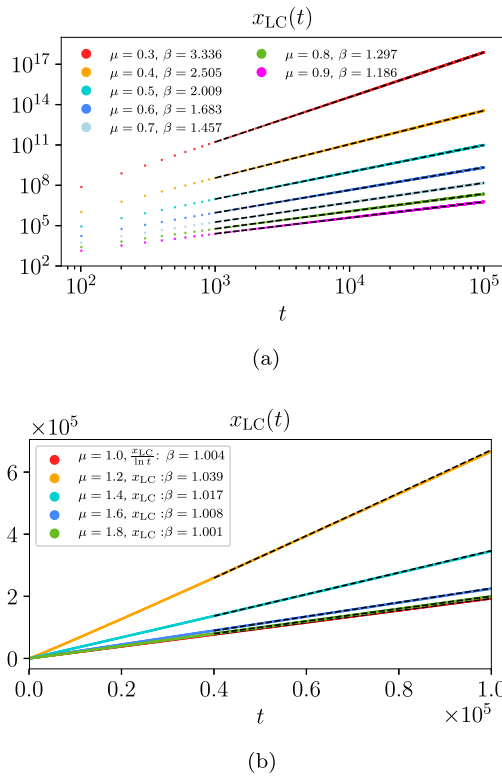 x_LC(t)
10^17
10^14
10^11
10^8
10^5
10^2
μ = 0.3, β = 3.336
μ = 0.4, β = 2.505
μ = 0.5, β = 2.009
μ = 0.6, β = 1.683
μ = 0.7, β = 1.457
μ = 0.8, β = 1.297
μ = 0.9, β = 1.186
10^2 10^3 10^4 10^5
t
(a)
x_LC(t)
×10^5
6
4
2
0
μ = 1.0, x_LC/ln t : β = 1.004
μ = 1.2, x_LC :β = 1.039
μ = 1.4, x_LC :β = 1.017
μ = 1.6, x_LC :β = 1.008
μ = 1.8, x_LC :β = 1.001
0.0 0.2 0.4 0.6 0.8 1.0
t
×10^5
(b)